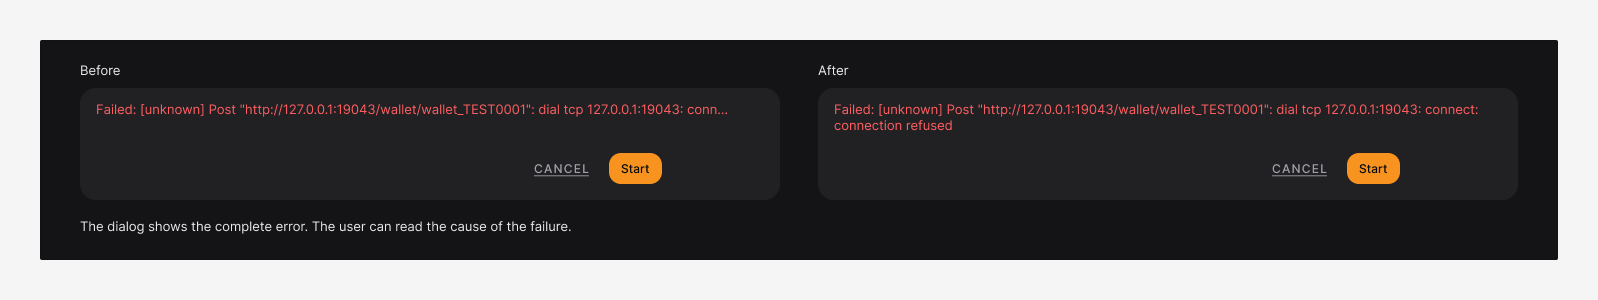 Before
Failed: [unknown] Post "http://127.0.0.1:19043/wallet/wallet_TEST0001": dial tcp 127.0.0.1:19043: conn...
CANCEL
Start
After
Failed: [unknown] Post "http://127.0.0.1:19043/wallet/wallet_TEST0001": dial tcp 127.0.0.1:19043: connect:
connection refused
CANCEL
Start
The dialog shows the complete error. The user can read the cause of the failure.